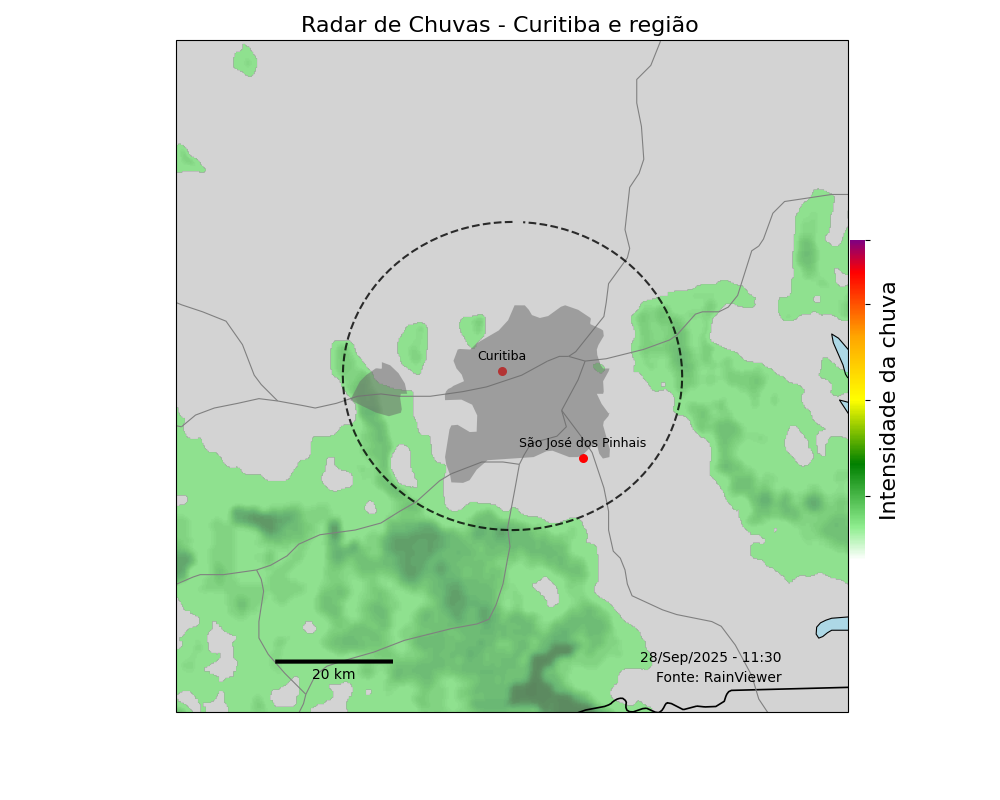 Radar de Chuvas - Curitiba e região
Curitiba
São José dos Pinhais
Intensidade da chuva
28/Sep/2025 - 11:30
Fonte: RainViewer
20 km